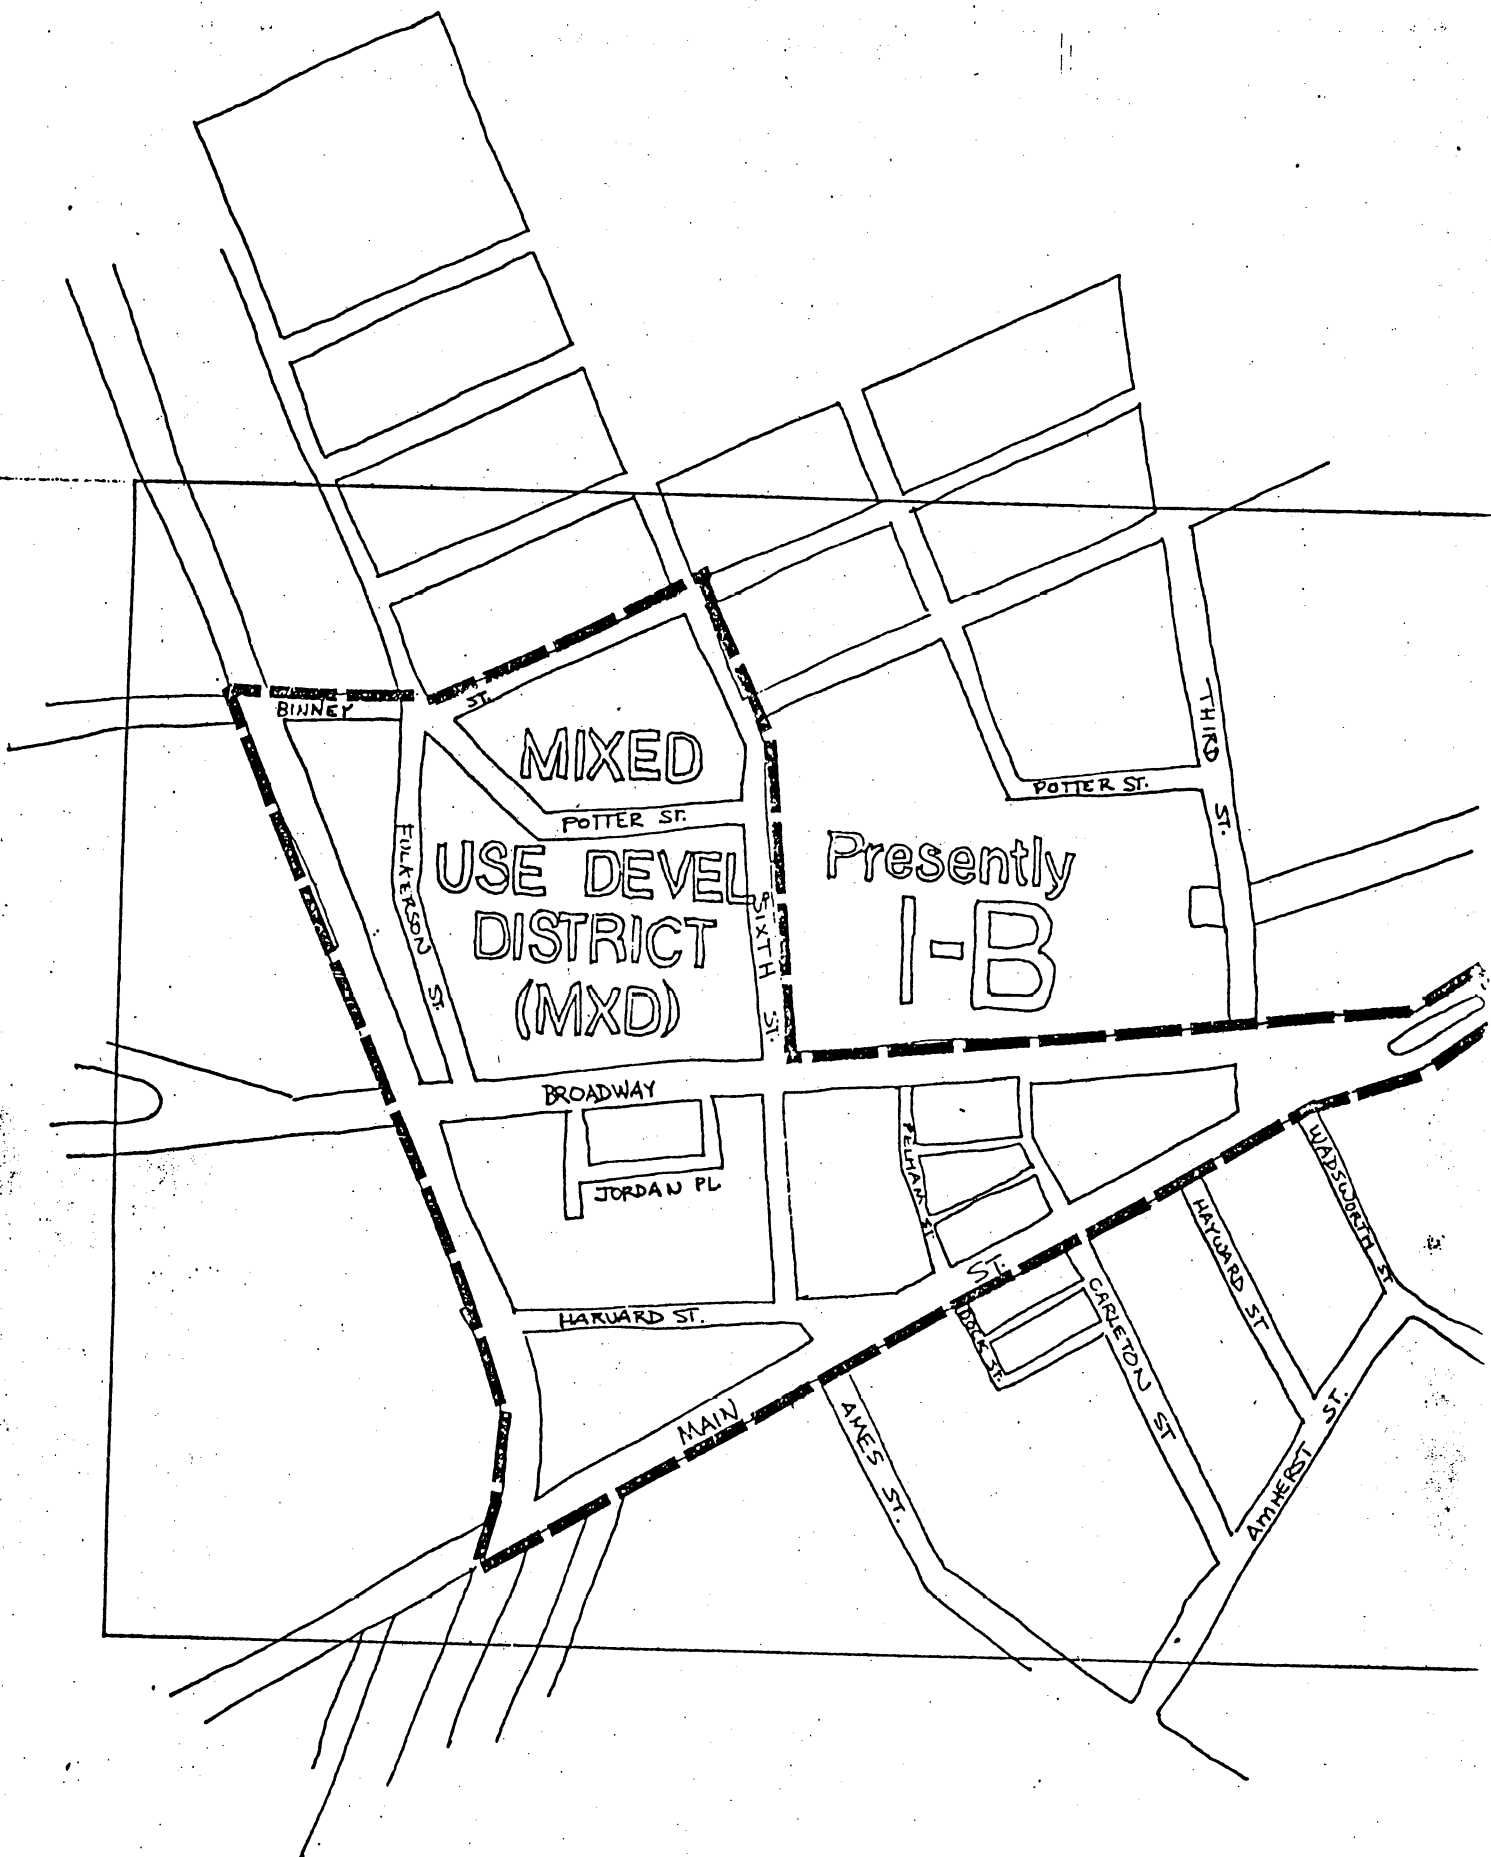 BINNEY
ST.
MIXED
THIRD
ST.
POTTER ST.
POTTER ST.
FULKERSON ST.
USE DEVEL
DISTRICT
(MXD)
SIXTH ST.
Presently
I-B
BROADWAY
JORDAN PL
PELHAM ST.
WADSWORTH ST
HAYWARD ST
HARVARD ST.
ST.
DOCK ST.
CARLETON ST
MAIN
AMES ST.
AMHERST ST.